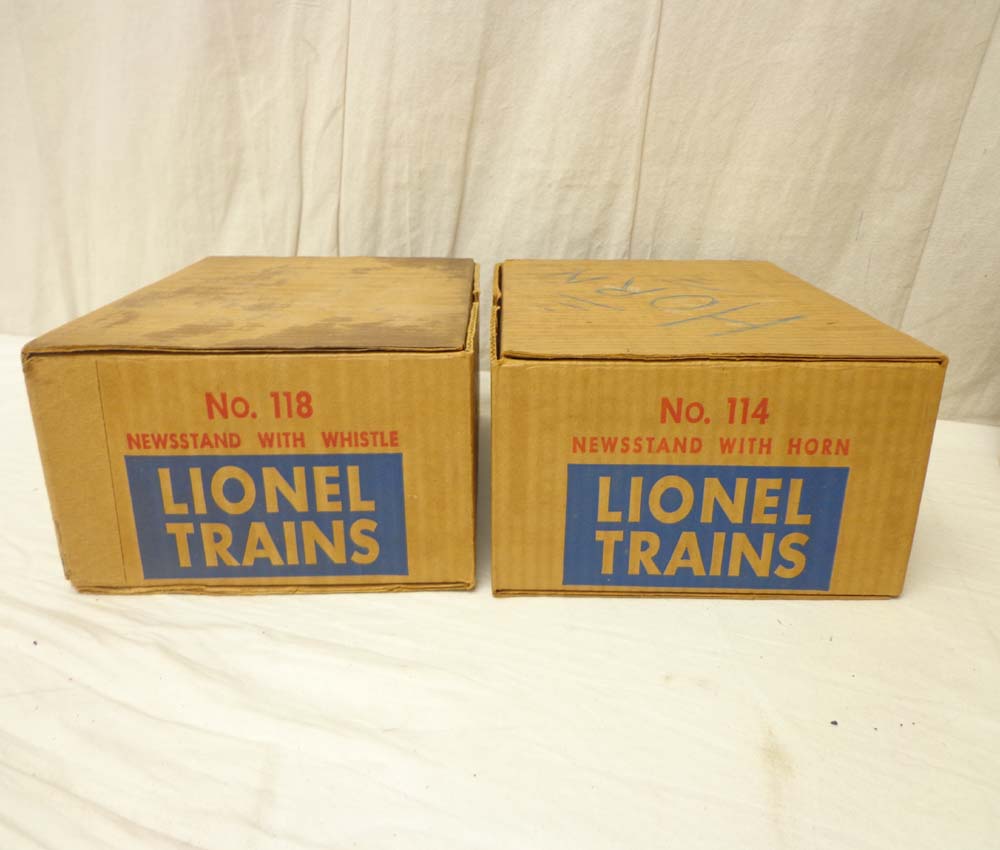 No. 118
NEWSSTAND WITH WHISTLE
LIONEL
TRAINS
HORN
No. 114
NEWSSTAND WITH HORN
LIONEL
TRAINS